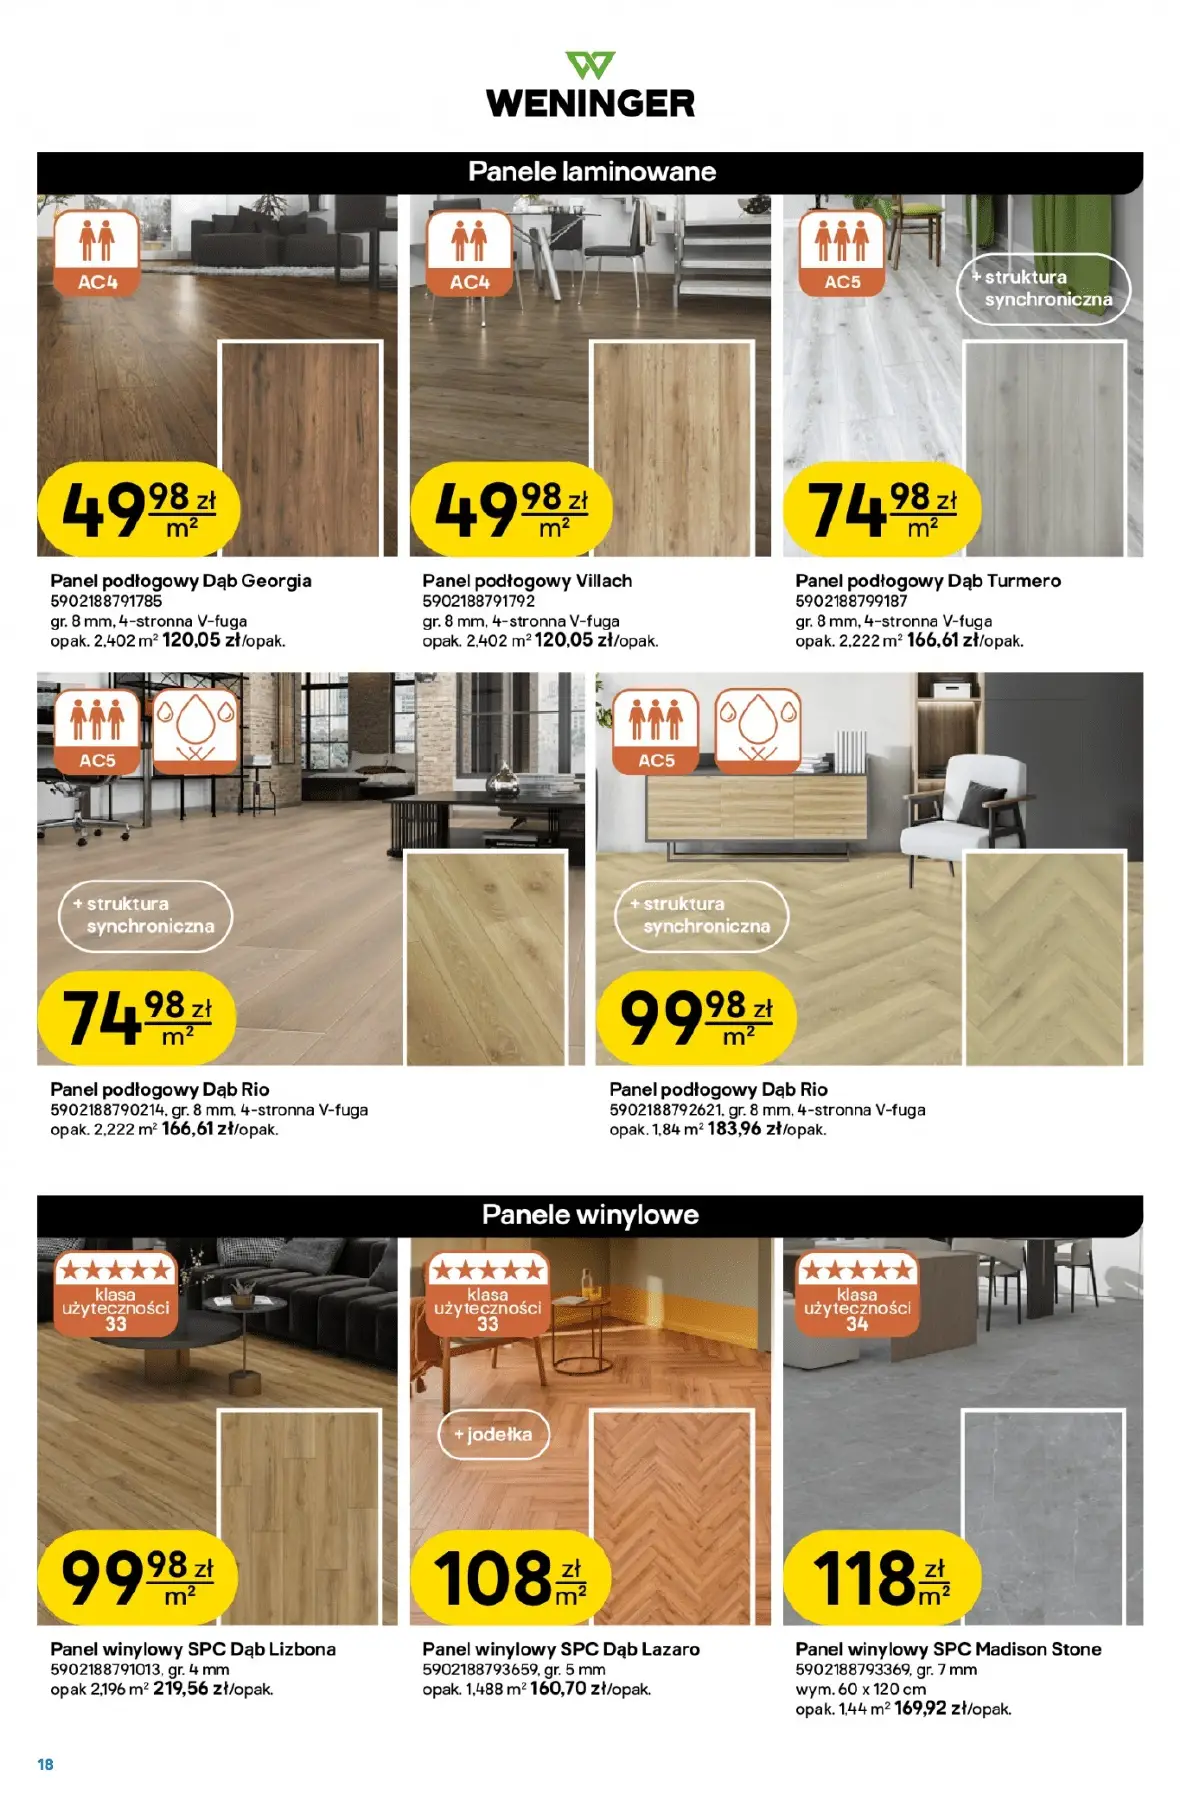 WENINGER
Panele laminowane
AC4
AC4
AC5
+ struktura
synchroniczna
49 98 zł
m²
49 98 zł
m²
74 98 zł
m²
Panel podłogowy Dąb Georgia
5902188791785
gr. 8 mm, 4-stronna V-fuga
opak. 2,402 m² 120,05 zł/opak.
Panel podłogowy Villach
5902188791792
gr. 8 mm, 4-stronna V-fuga
opak. 2,402 m² 120,05 zł/opak.
Panel podłogowy Dąb Turmero
5902188799187
gr. 8 mm, 4-stronna V-fuga
opak. 2,222 m² 166,61 zł/opak.
AC5
+ struktura
synchroniczna
74 98 zł
m²
AC5
+ struktura
synchroniczna
99 98 zł
m²
Panel podłogowy Dąb Rio
5902188790214, gr. 8 mm, 4-stronna V-fuga
opak. 2,222 m² 166,61 zł/opak.
Panel podłogowy Dąb Rio
5902188792621, gr. 8 mm, 4-stronna V-fuga
opak. 1,84 m² 183,96 zł/opak.
Panele winylowe
klasa
użyteczności
33
klasa
użyteczności
33
klasa
użyteczności
34
+ jodełka
99 98 zł
m²
108 zł
m²
118 zł
m²
Panel winylowy SPC Dąb Lizbona
5902188791013, gr. 4 mm
opak 2,196 m² 219,56 zł/opak.
Panel winylowy SPC Dąb Lazaro
5902188793659, gr. 5 mm
opak. 1,488 m² 160,70 zł/opak.
Panel winylowy SPC Madison Stone
5902188793369, gr. 7 mm
wym. 60 x 120 cm
opak. 1,44 m² 169,92 zł/opak.
18